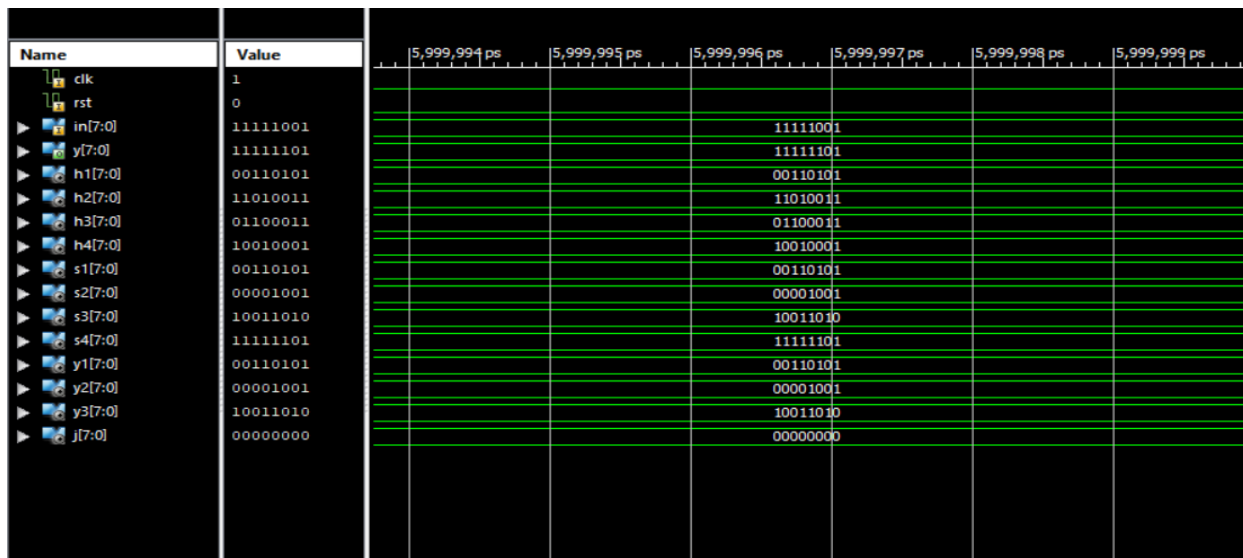 5,999,994 ps 5,999,995 ps 5,999,996 ps 5,999,997 ps 5,999,998 ps 5,999,999 ps
Name Value
clk 1
rst 0
in[7:0] 11111001 11111001
y[7:0] 11111101 11111101
h1[7:0] 00110101 00110101
h2[7:0] 11010011 11010011
h3[7:0] 01100011 01100011
h4[7:0] 10010001 10010001
s1[7:0] 00110101 00110101
s2[7:0] 00001001 00001001
s3[7:0] 10011010 10011010
s4[7:0] 11111101 11111101
y1[7:0] 00110101 00110101
y2[7:0] 00001001 00001001
y3[7:0] 10011010 10011010
j[7:0] 00000000 00000000